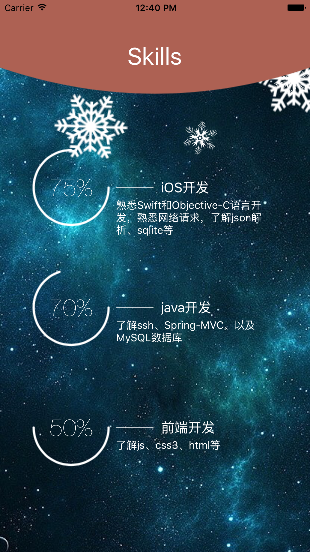 Carrier 12:40 PM
Skills
75%
iOS开发
熟悉Swift和Objective-C语言开
发，熟悉网络请求，了解json解
析、sqlite等
70%
java开发
了解ssh、Spring-MVC，以及
MySQL数据库
50%
前端开发
了解js、css3、html等